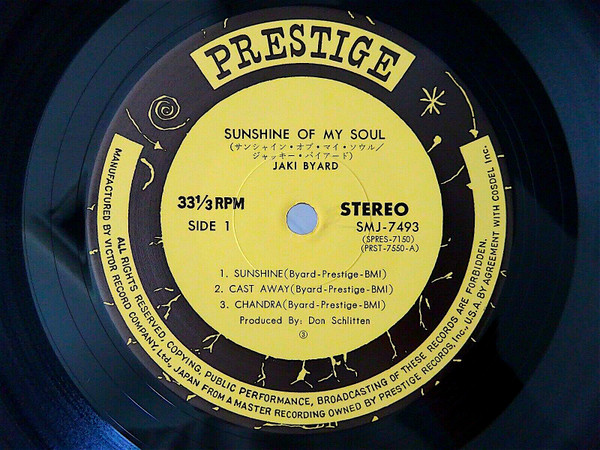 PRESTIGE
SUNSHINE OF MY SOUL
(サンシャイン・オブ・マイ・ソウル/
ジャッキー・バイアード)
JAKI BYARD
33 1/3 RPM
SIDE 1
STEREO
SMJ-7493
(SPRES-7150)
(PRST-7550-A)
1. SUNSHINE(Byard-Prestige-BMI)
2. CAST AWAY(Byard-Prestige-BMI)
3. CHANDRA(Byard-Prestige-BMI)
Produced By: Don Schlitten
③
ALL RIGHTS RESERVED. COPYING, PUBLIC PERFORMANCE, BROADCASTING OF THESE RECORDS ARE FORBIDDEN.
MANUFACTURED BY VICTOR RECORD COMPANY, Ltd., JAPAN FROM A MASTER RECORDING OWNED BY PRESTIGE RECORDS, Inc., U.S.A. BY AGREEMENT WITH COSDEL Inc.